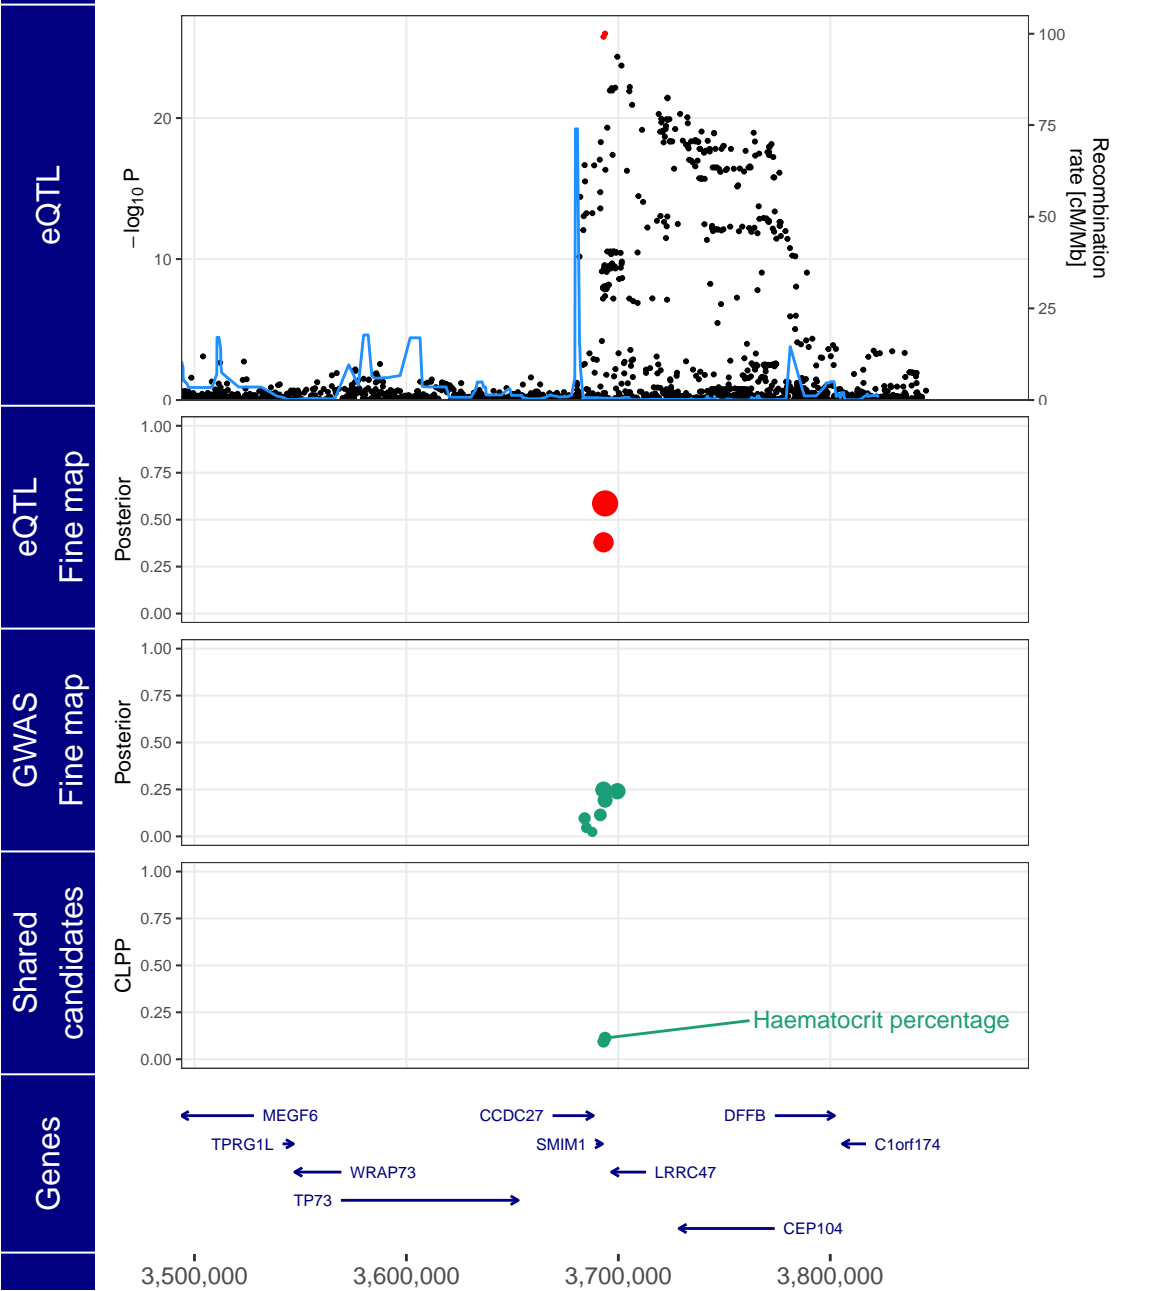 eQTL
−log10 P
20
10
0
100
75
50
25
0
Recombination
rate [cM/Mb]
eQTL
Fine map
Posterior
1.00
0.75
0.50
0.25
0.00
GWAS
Fine map
Posterior
1.00
0.75
0.50
0.25
0.00
Shared
candidates
CLPP
1.00
0.75
0.50
0.25
0.00
Haematocrit percentage
Genes
MEGF6
CCDC27
DFFB
TPRG1L
SMIM1
C1orf174
WRAP73
LRRC47
TP73
CEP104
3,500,000
3,600,000
3,700,000
3,800,000